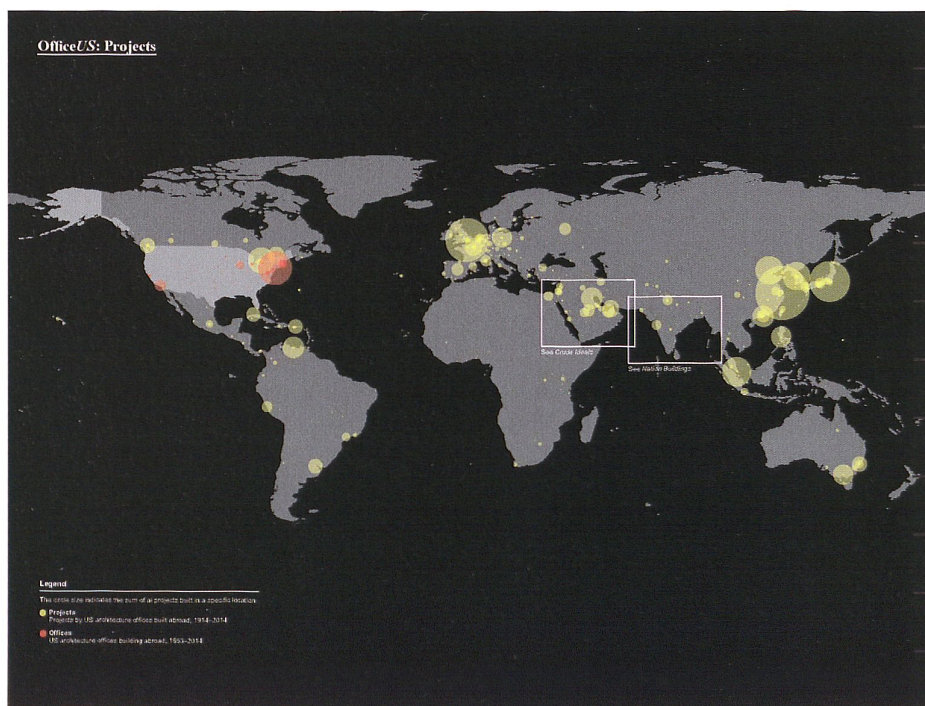 OfficeUS: Projects
See Crude Ideals
See Nation Buildings
Legend
The circle size indicates the sum of all projects built in a specific location.
Projects
Projects by US architecture offices built abroad, 1914–2014
Offices
US architecture offices building abroad, 1953–2014